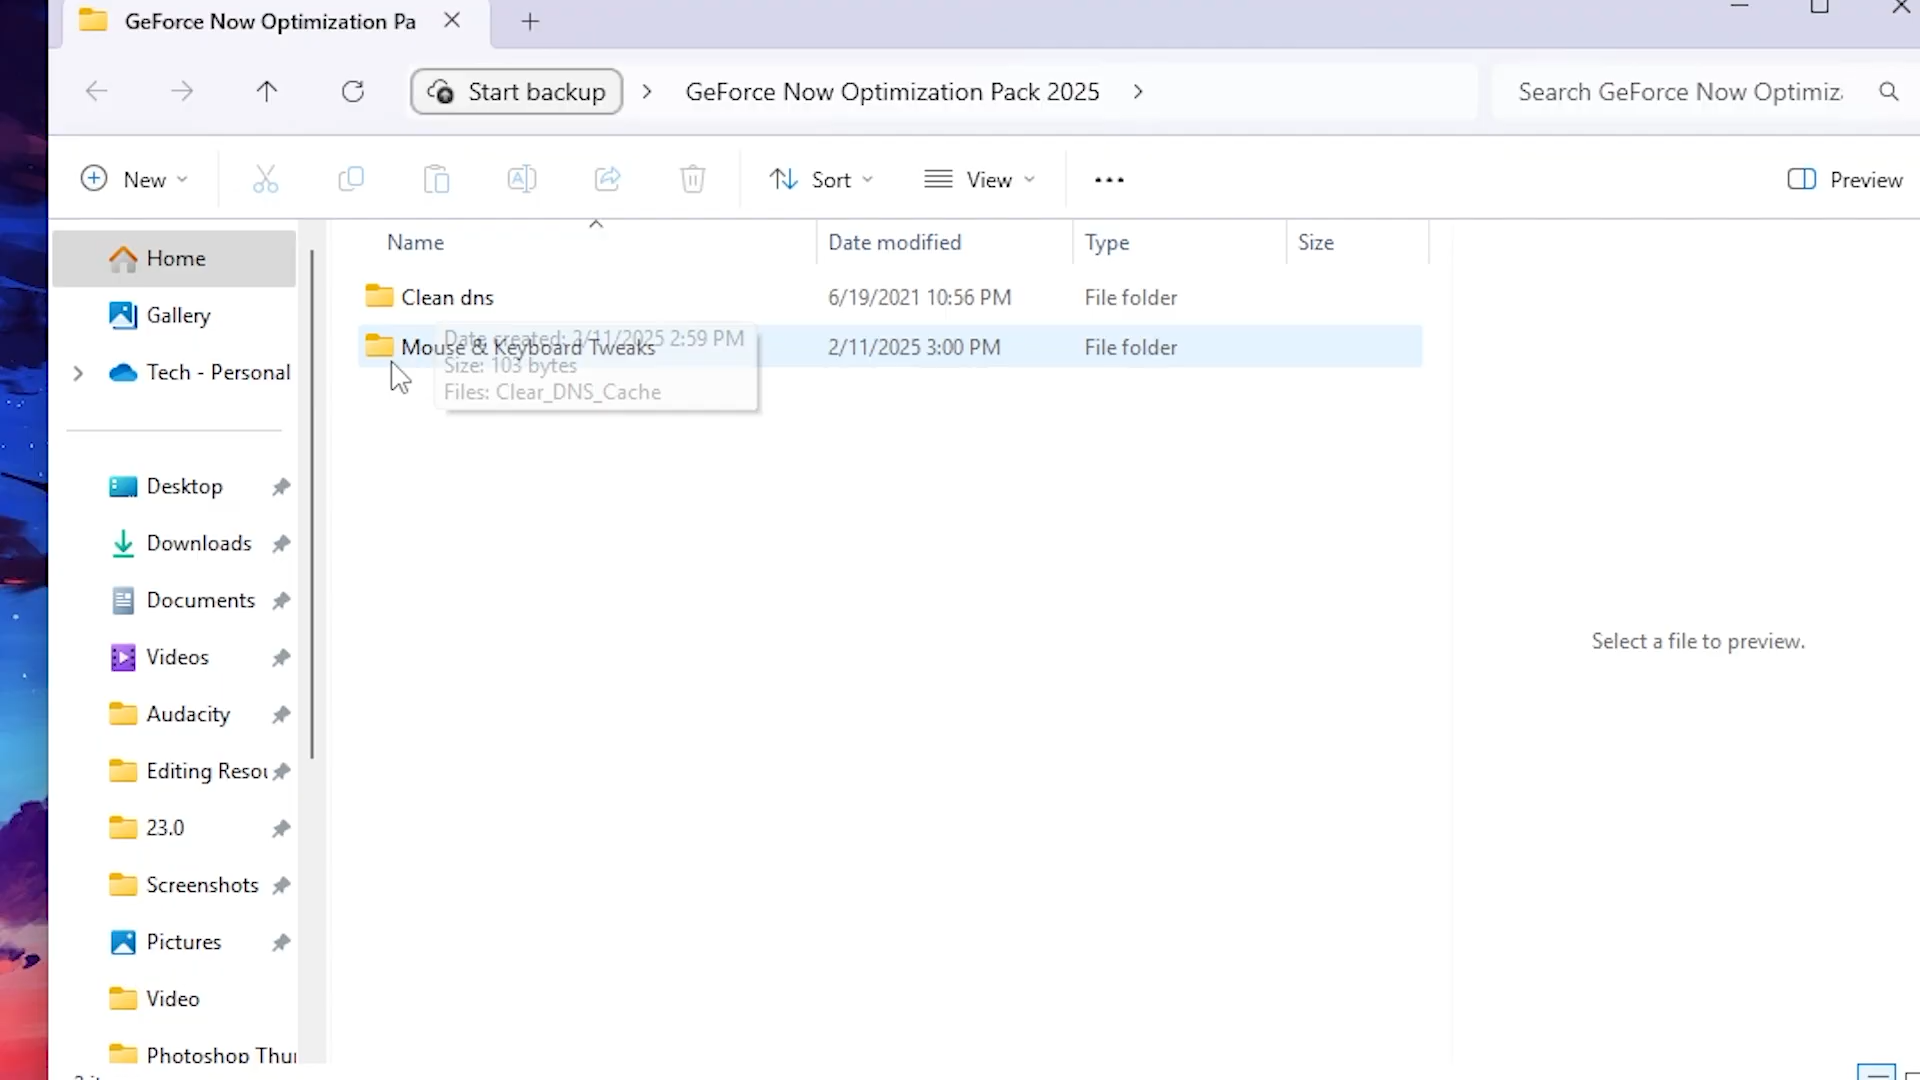 GeForce Now Optimization Pa
Start backup
GeForce Now Optimization Pack 2025
Search GeForce Now Optimiz
New
Sort
View
Preview
Name
Date modified
Type
Size
Clean dns
6/19/2021 10:56 PM
File folder
Mouse & Keyboard Tweaks
2/11/2025 3:00 PM
File folder
Date created: 2/11/2025 2:59 PM
Size: 103 bytes
Files: Clear_DNS_Cache
Home
Gallery
Tech - Personal
Desktop
Downloads
Documents
Videos
Audacity
Editing Resou
23.0
Screenshots
Pictures
Video
Photoshop Thu
Select a file to preview.